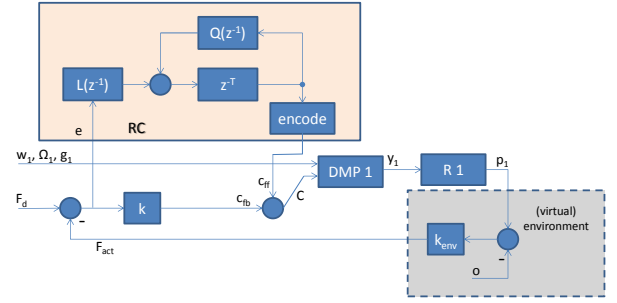 Q(z⁻¹)
L(z⁻¹)
z⁻ᵀ
encode
RC
e
w₁, Ω₁, g₁
DMP 1
y₁
R 1
p₁
c_ff
C
F_d
-
k
c_fb
(virtual)
environment
k_env
-
F_act
o